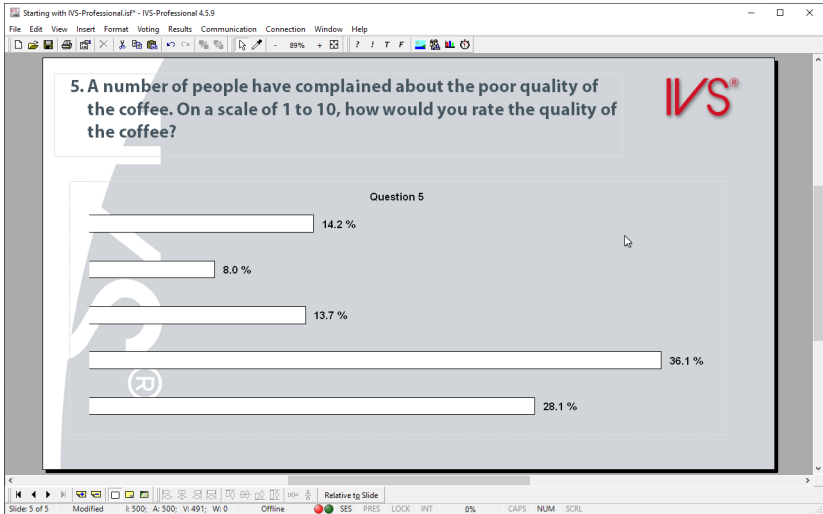 Starting with IVS-Professional.isf* - IVS-Professional 4.5.9
File Edit View Insert Format Voting Results Communication Connection Window Help
- 89% + ? ! T F
5. A number of people have complained about the poor quality of
the coffee. On a scale of 1 to 10, how would you rate the quality of
the coffee?
IVS®
Question 5
14.2 %
8.0 %
13.7 %
36.1 %
28.1 %
Relative to Slide
Slide: 5 of 5 Modified I: 500; A: 500; V: 491; W: 0 Offline SES PRES LOCK INT 0% CAPS NUM SCRL